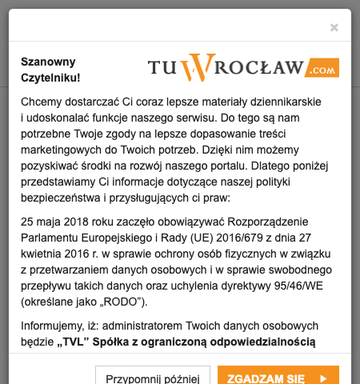 ×
Szanowny
Czytelniku!
TUWROCŁAW.COM
Chcemy dostarczać Ci coraz lepsze materiały dziennikarskie
i udoskonalać funkcje naszego serwisu. Do tego są nam
potrzebne Twoje zgody na lepsze dopasowanie treści
marketingowych do Twoich potrzeb. Dzięki nim możemy
pozyskiwać środki na rozwój naszego portalu. Dlatego poniżej
przedstawiamy Ci informacje dotyczące naszej polityki
bezpieczeństwa i przysługujących ci praw:
25 maja 2018 roku zaczęło obowiązywać Rozporządzenie
Parlamentu Europejskiego i Rady (UE) 2016/679 z dnia 27
kwietnia 2016 r. w sprawie ochrony osób fizycznych w związku
z przetwarzaniem danych osobowych i w sprawie swobodnego
przepływu takich danych oraz uchylenia dyrektywy 95/46/WE
(określane jako „RODO”).
Informujemy, iż: administratorem Twoich danych osobowych
będzie „TVL” Spółka z ograniczoną odpowiedzialnością
Przypomnij później
ZGADZAM SIĘ